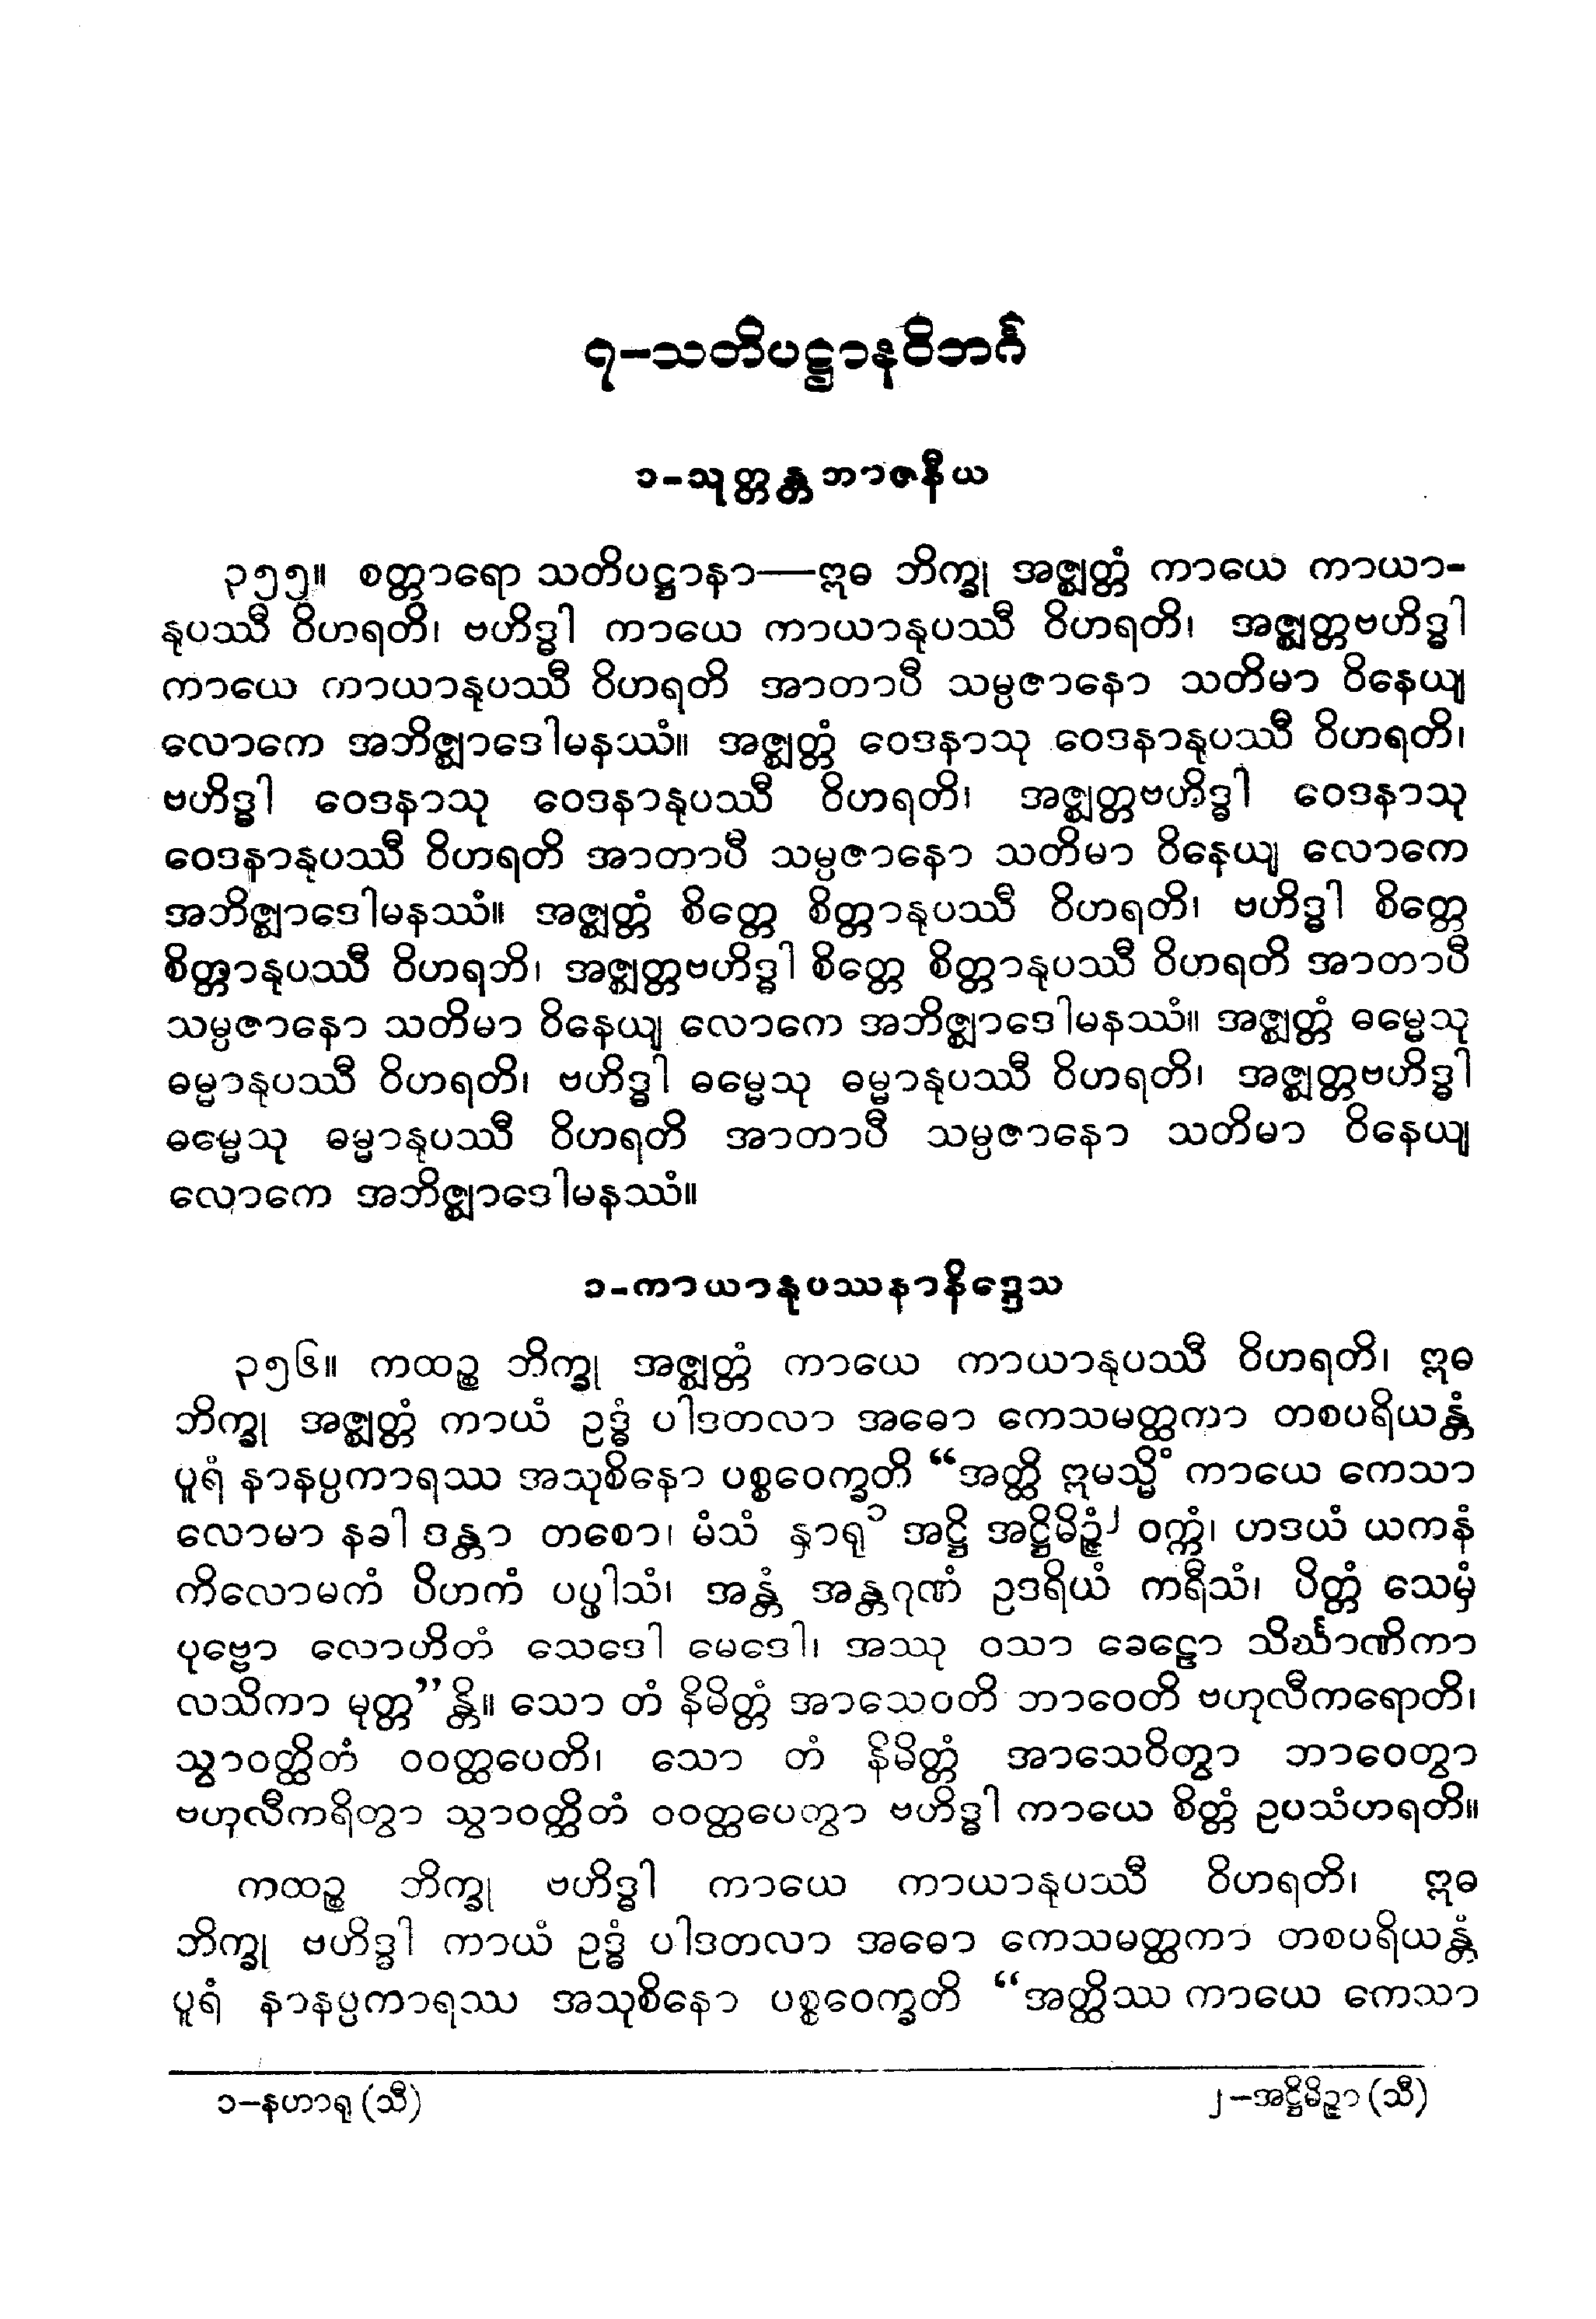 ၇-သတိပဋ္ဌာနဝိဘင်္ဂ
၁-သုတ္တန္တဘာဇနီယ
၃၅၅။ စတ္တာရော သတိပဋ္ဌာနာ—ဣဓ ဘိက္ခု အဇ္ဈတ္တံ ကာယေ ကာယာ-
နုပဿီ ဝိဟရတိ၊ ဗဟိဒ္ဓါ ကာယေ ကာယာနုပဿီ ဝိဟရတိ၊ အဇ္ဈတ္တဗဟိဒ္ဓါ
ကာယေ ကာယာနုပဿီ ဝိဟရတိ အာတာပီ သမ္ပဇာနော သတိမာ ဝိနေယျ
လောကေ အဘိဇ္ဈာဒေါမနဿံ။ အဇ္ဈတ္တံ ဝေဒနာသု ဝေဒနာနုပဿီ ဝိဟရတိ၊
ဗဟိဒ္ဓါ ဝေဒနာသု ဝေဒနာနုပဿီ ဝိဟရတိ၊ အဇ္ဈတ္တဗဟိဒ္ဓါ ဝေဒနာသု
ဝေဒနာနုပဿီ ဝိဟရတိ အာတာပီ သမ္ပဇာနော သတိမာ ဝိနေယျ လောကေ
အဘိဇ္ဈာဒေါမနဿံ။ အဇ္ဈတ္တံ စိတ္တေ စိတ္တာနုပဿီ ဝိဟရတိ၊ ဗဟိဒ္ဓါ စိတ္တေ
စိတ္တာနုပဿီ ဝိဟရဘိ၊ အဇ္ဈတ္တဗဟိဒ္ဓါ စိတ္တေ စိတ္တာနုပဿီ ဝိဟရတိ အာတာပီ
သမ္ပဇာနော သတိမာ ဝိနေယျ လောကေ အဘိဇ္ဈာဒေါမနဿံ။ အဇ္ဈတ္တံ ဓမ္မေသု
ဓမ္မာနုပဿီ ဝိဟရတိ၊ ဗဟိဒ္ဓါ ဓမ္မေသု ဓမ္မာနုပဿီ ဝိဟရတိ၊ အဇ္ဈတ္တဗဟိဒ္ဓါ
ဓမ္မေသု ဓမ္မာနုပဿီ ဝိဟရတိ အာတာပီ သမ္ပဇာနော သတိမာ ဝိနေယျ
လောကေ အဘိဇ္ဈာဒေါမနဿံ။
၁-ကာယာနုပဿနာနိဒ္ဒေသ
၃၅၆။ ကထဉ္စ ဘိက္ခု အဇ္ဈတ္တံ ကာယေ ကာယာနုပဿီ ဝိဟရတိ၊ ဣဓ
ဘိက္ခု အဇ္ဈတ္တံ ကာယံ ဥဒ္ဓံ ပါဒတလာ အဓော ကေသမတ္ထကာ တစပရိယန္တံ
ပူရံ နာနပ္ပကာရဿ အသုစိနော ပစ္စဝေက္ခတိ “အတ္ထိ ဣမသ္မိံ ကာယေ ကေသာ
လောမာ နခါ ဒန္တာ တစော၊ မံသံ နှာရု၁ အဋ္ဌိ အဋ္ဌိမိဉ္ဇံ၂ ဝက္ကံ၊ ဟဒယံ ယကနံ
ကိလောမကံ ပိဟကံ ပပ္ဖါသံ၊ အန္တံ အန္တဂုဏံ ဥဒရိယံ ကရီသံ၊ ပိတ္တံ သေမှံ
ပုဗ္ဗော လောဟိတံ သေဒေါ မေဒေါ၊ အဿု ဝသာ ခေဠော သိင်္ဃာဏိကာ
လသိကာ မုတ္တ”န္တိ။ သော တံ နိမိတ္တံ အာသေဝတိ ဘာဝေတိ ဗဟုလီကရောတိ၊
သွာဝတ္ထိတံ ဝဝတ္ထပေတိ၊ သော တံ နိမိတ္တံ အာသေဝိတွာ ဘာဝေတွာ
ဗဟုလီကရိတွာ သွာဝတ္ထိတံ ဝဝတ္ထပေတွာ ဗဟိဒ္ဓါ ကာယေ စိတ္တံ ဥပသံဟရတိ။
ကထဉ္စ ဘိက္ခု ဗဟိဒ္ဓါ ကာယေ ကာယာနုပဿီ ဝိဟရတိ၊ ဣဓ
ဘိက္ခု ဗဟိဒ္ဓါ ကာယံ ဥဒ္ဓံ ပါဒတလာ အဓော ကေသမတ္ထကာ တစပရိယန္တံ
ပူရံ နာနပ္ပကာရဿ အသုစိနော ပစ္စဝေက္ခတိ “အတ္ထိဿ ကာယေ ကေသာ
၁—နဟာရု (သီ)
၂—အဋ္ဌိမိဉ္ဇာ (သီ)